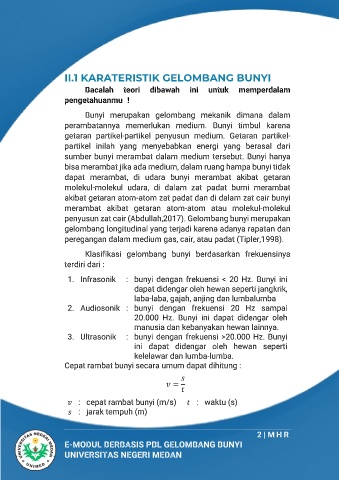 II.1 KARATERISTIK GELOMBANG BUNYI
Bacalah teori dibawah ini untuk memperdalam
pengetahuanmu !
Bunyi merupakan gelombang mekanik dimana dalam
perambatannya memerlukan medium. Bunyi timbul karena
getaran partikel-partikel penyusun medium. Getaran partikel-
partikel inilah yang menyebabkan energi yang berasal dari
sumber bunyi merambat dalam medium tersebut. Bunyi hanya
bisa merambat jika ada medium, dalam ruang hampa bunyi tidak
dapat merambat, di udara bunyi merambat akibat getaran
molekul-molekul udara, di dalam zat padat bumi merambat
akibat getaran atom-atom zat padat dan di dalam zat cair bunyi
merambat akibat getaran atom-atom atau molekul-molekul
penyusun zat cair (Abdullah,2017). Gelombang bunyi merupakan
gelombang longitudinal yang terjadi karena adanya rapatan dan
peregangan dalam medium gas, cair, atau padat (Tipler,1998).
Klasifikasi gelombang bunyi berdasarkan frekuensinya
terdiri dari :
1. Infrasonik : bunyi dengan frekuensi < 20 Hz. Bunyi ini
dapat didengar oleh hewan seperti jangkrik,
laba-laba, gajah, anjing dan lumbalumba
2. Audiosonik : bunyi dengan frekuensi 20 Hz sampai
20.000 Hz. Bunyi ini dapat didengar oleh
manusia dan kebanyakan hewan lainnya.
3. Ultrasonik : bunyi dengan frekuensi >20.000 Hz. Bunyi
ini dapat didengar oleh hewan seperti
kelelawar dan lumba-lumba.
Cepat rambat bunyi secara umum dapat dihitung :
v = s/t
v : cepat rambat bunyi (m/s) t : waktu (s)
s : jarak tempuh (m)
2 | M H R
E-MODUL BERBASIS PBL GELOMBANG BUNYI
UNIVERSITAS NEGERI MEDAN
UNIVERSITAS NEGERI MEDAN
UNIMED